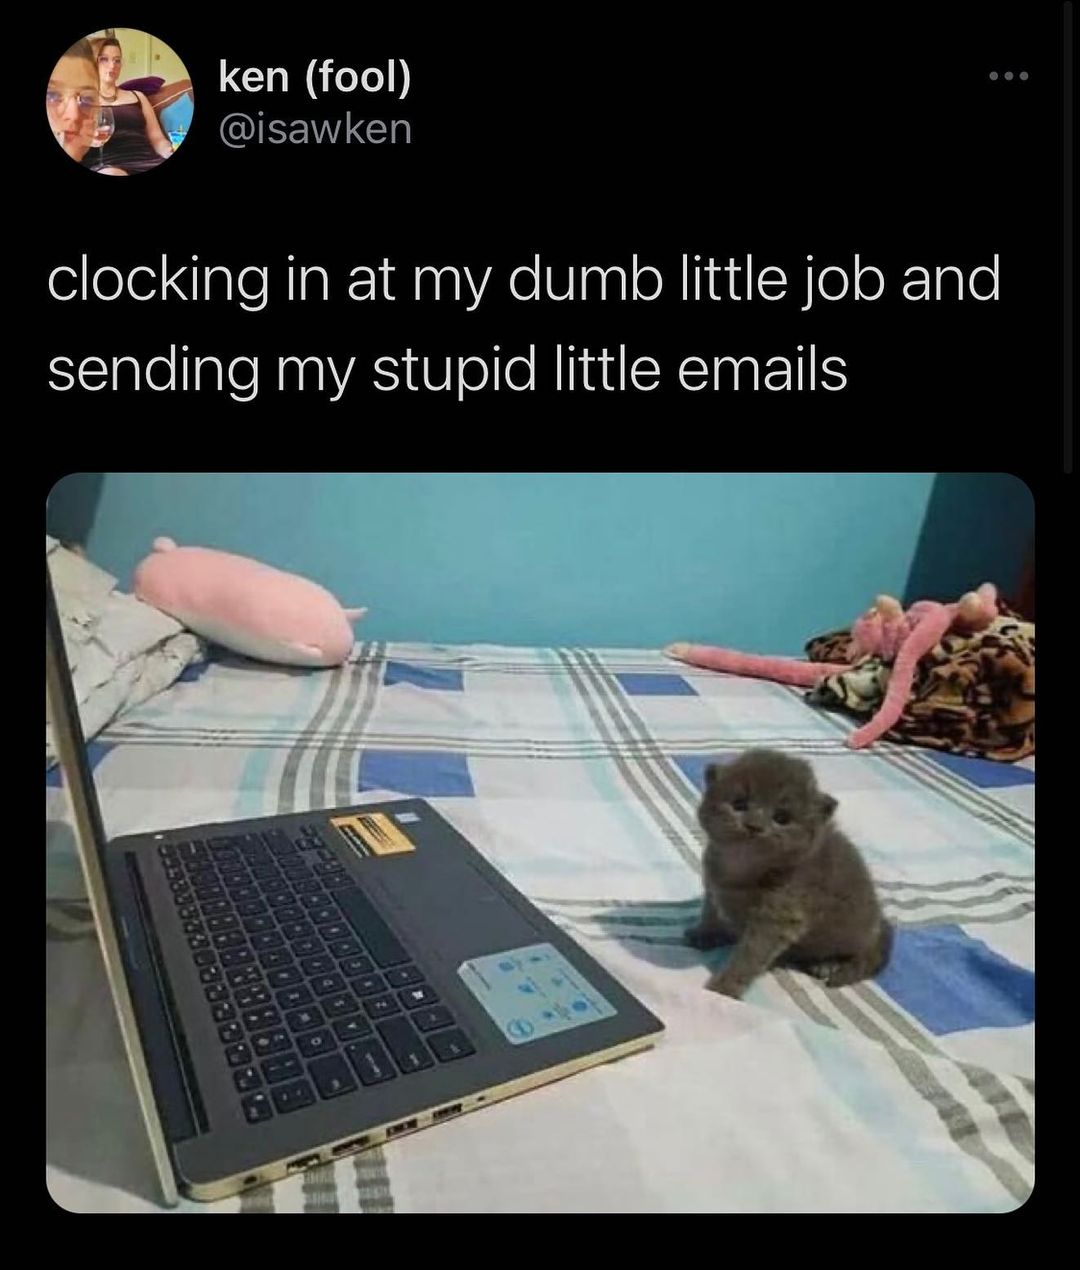 ken (fool)
@isawken
clocking in at my dumb little job and
sending my stupid little emails